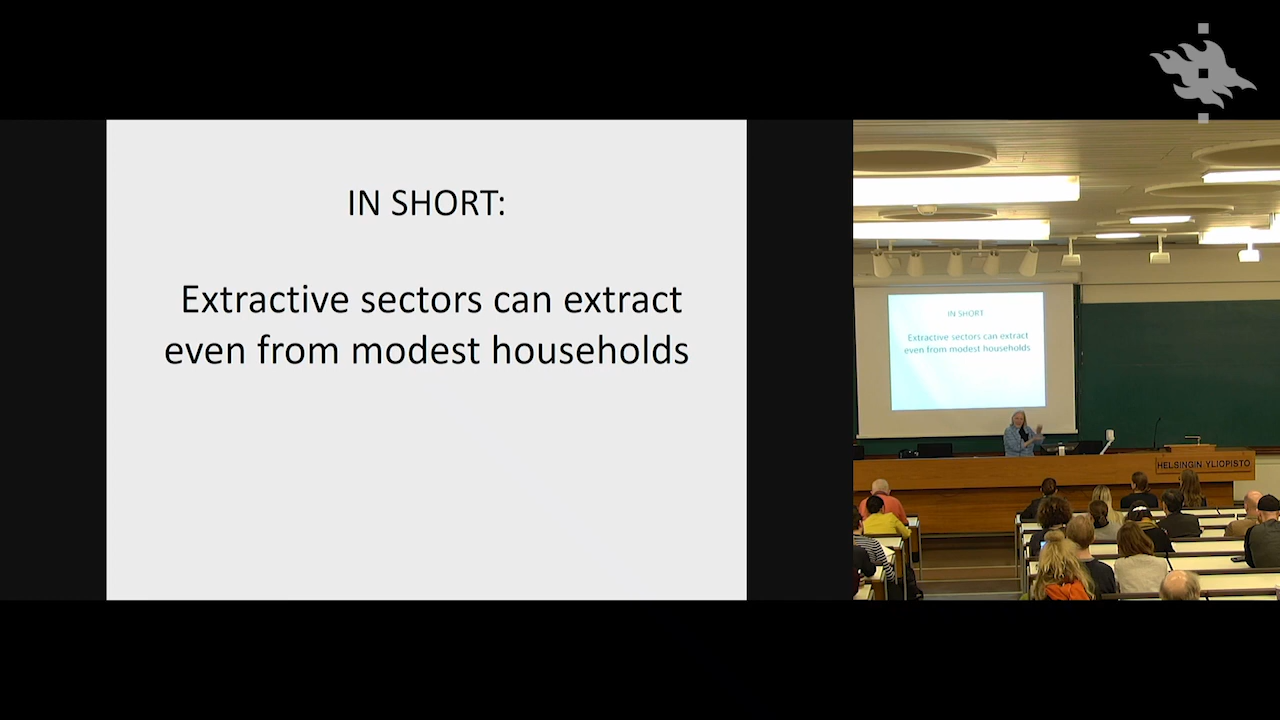 IN SHORT:
Extractive sectors can extract
even from modest households
IN SHORT
Extractive sectors can extract
even from modest households
HELSINGIN YLIOPISTO